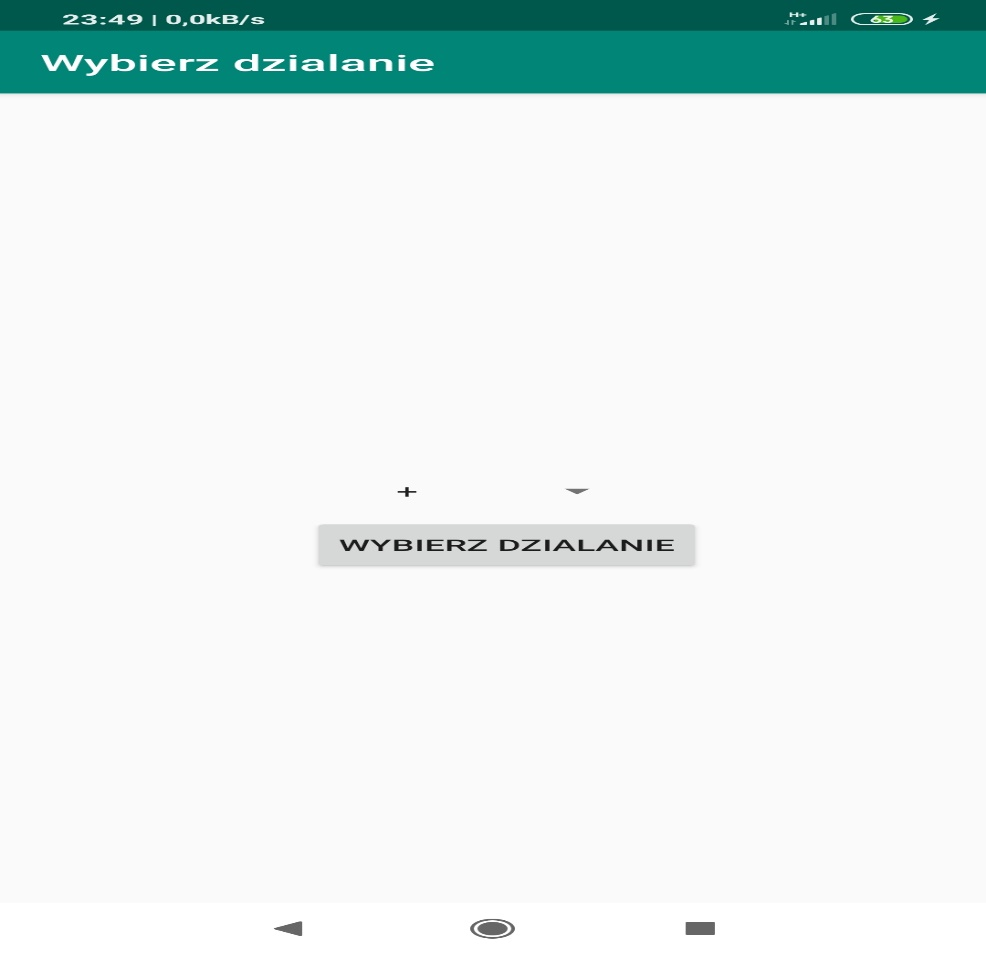 23:49 | 0,0kB/s H+ 63
Wybierz dzialanie
+
WYBIERZ DZIALANIE